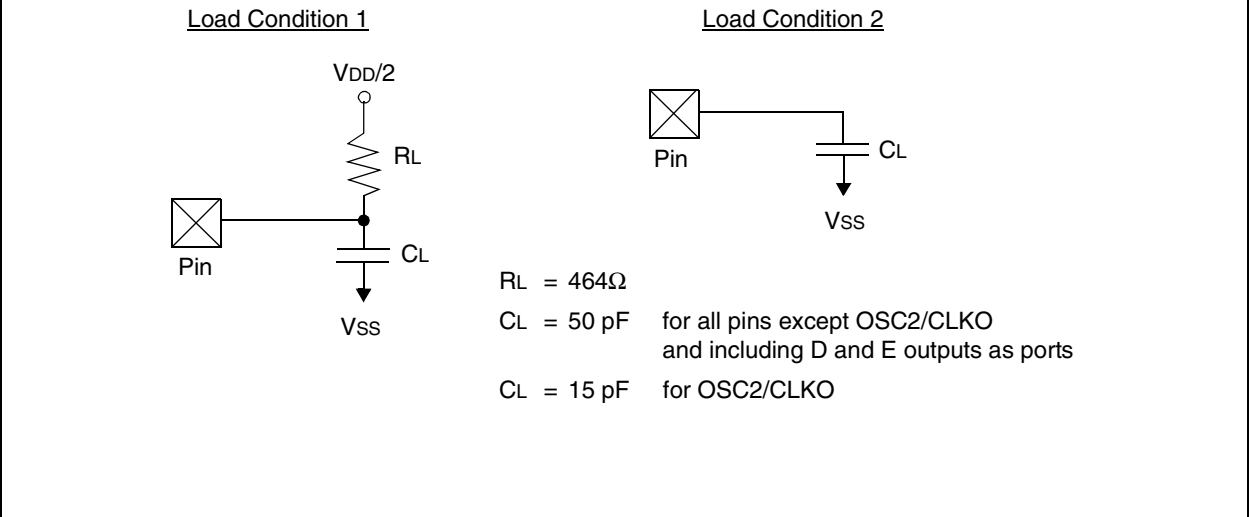 Load Condition 1
VDD/2
RL
Pin
CL
VSS
Load Condition 2
Pin
CL
VSS
RL = 464Ω
CL = 50 pF for all pins except OSC2/CLKO
and including D and E outputs as ports
CL = 15 pF for OSC2/CLKO